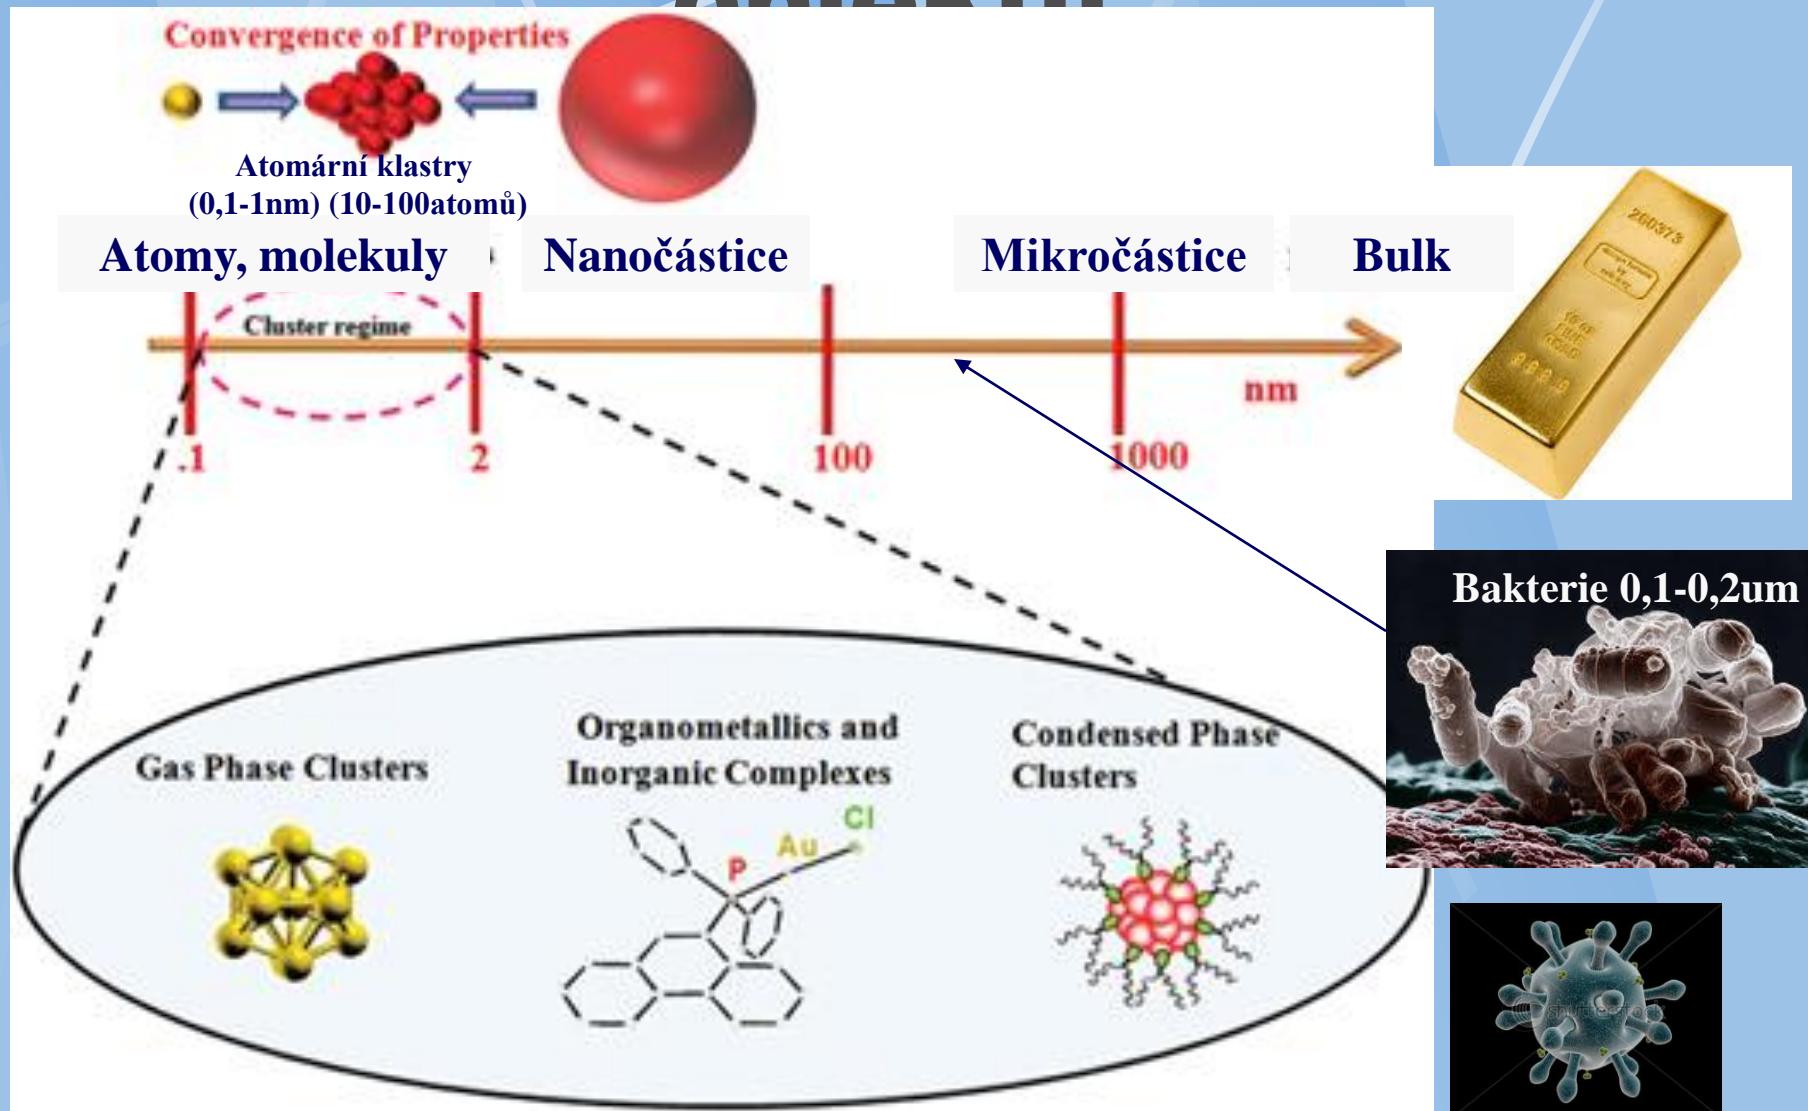 Convergence of Properties
Atomární klastry
(0,1-1nm) (10-100atomů)
Atomy, molekuly
Nanočástice
Mikročástice
Bulk
260373
Cluster regime
nm
.1
2
100
1000
Bakterie 0,1-0,2um
Gas Phase Clusters
Organometallics and
Inorganic Complexes
Condensed Phase
Clusters
Cl
Au
P
shutterstock